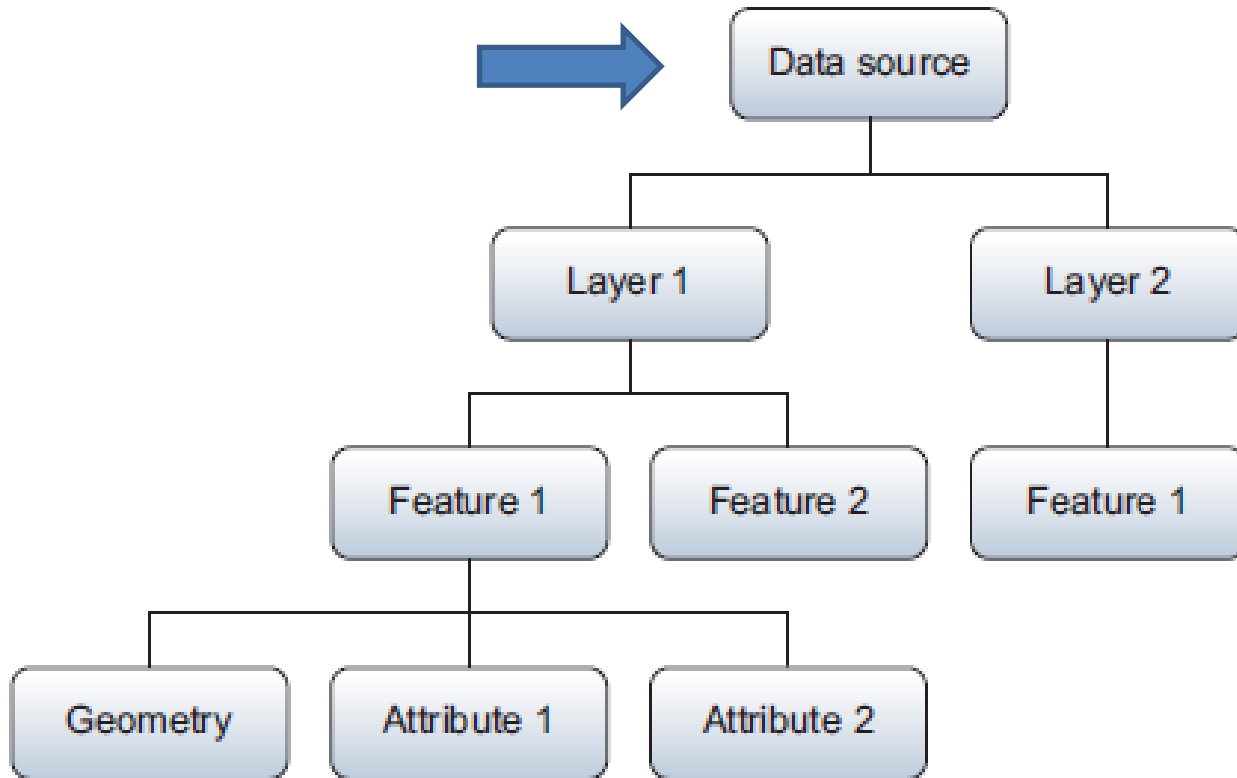 Data source
Layer 1
Layer 2
Feature 1
Feature 2
Feature 1
Geometry
Attribute 1
Attribute 2